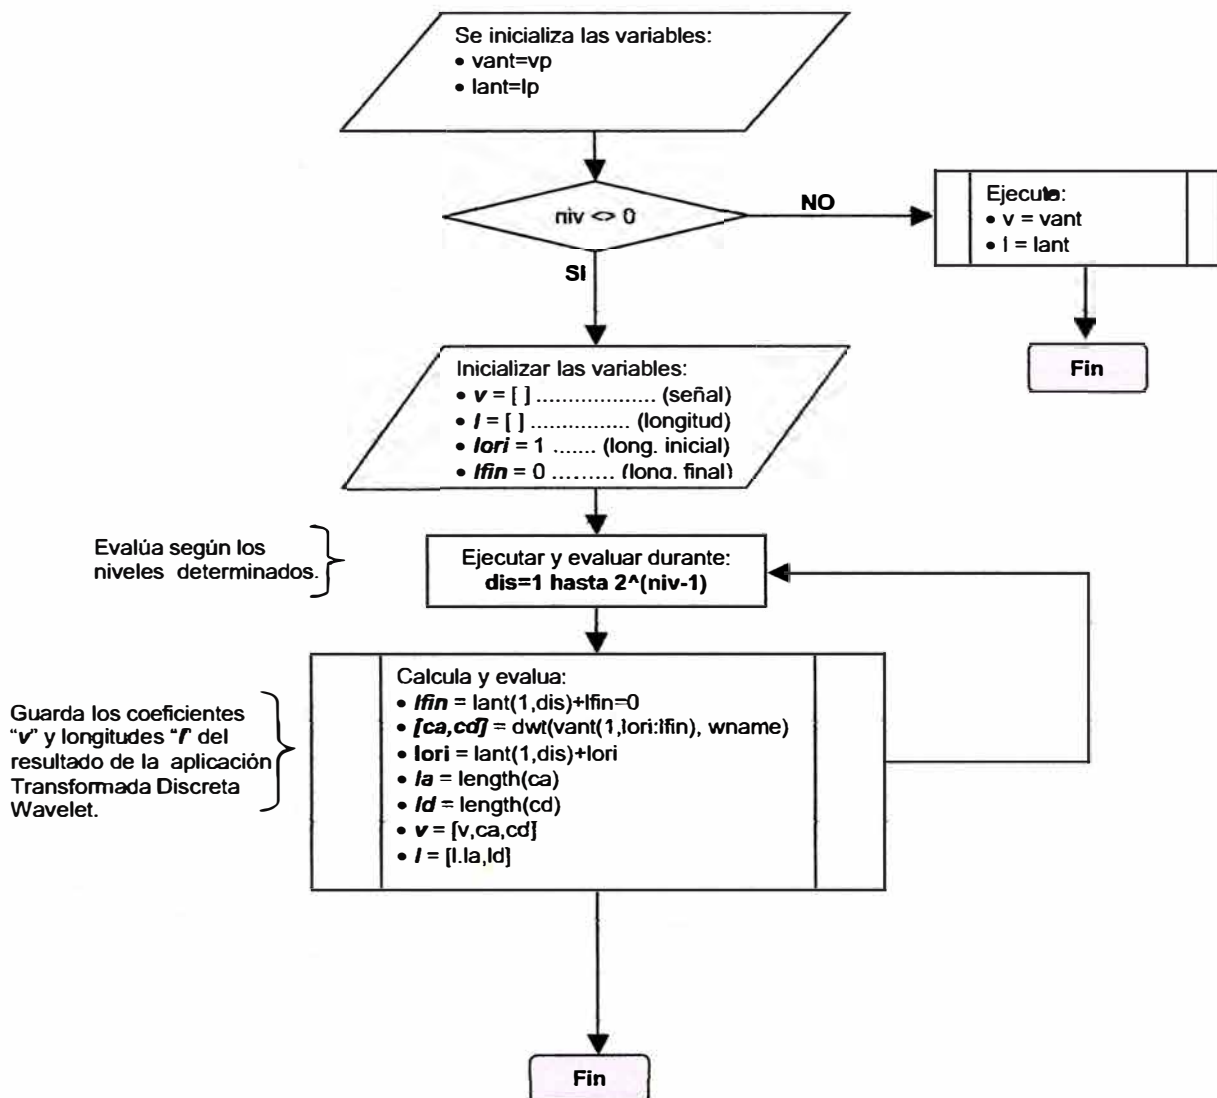 Se inicializa las variables:
• vant=vp
• lant=lp
niv <> 0
NO
Ejecuta:
• v = vant
• l = lant
Fin
SI
Inicializar las variables:
• v = [ ] ................... (señal)
• l = [ ] ................ (longitud)
• lori = 1 ....... (long. inicial)
• lfin = 0 ......... (long. final)
Evalúa según los
niveles determinados.
Ejecutar y evaluar durante:
dis=1 hasta 2^(niv-1)
Calcula y evalua:
• lfin = lant(1,dis)+lfin=0
• [ca,cd] = dwt(vant(1,lori:lfin), wname)
• lori = lant(1,dis)+lori
• la = length(ca)
• ld = length(cd)
• v = [v,ca,cd]
• l = [l.la,ld]
Guarda los coeficientes
“v” y longitudes “l” del
resultado de la aplicación
Transformada Discreta
Wavelet.
Fin